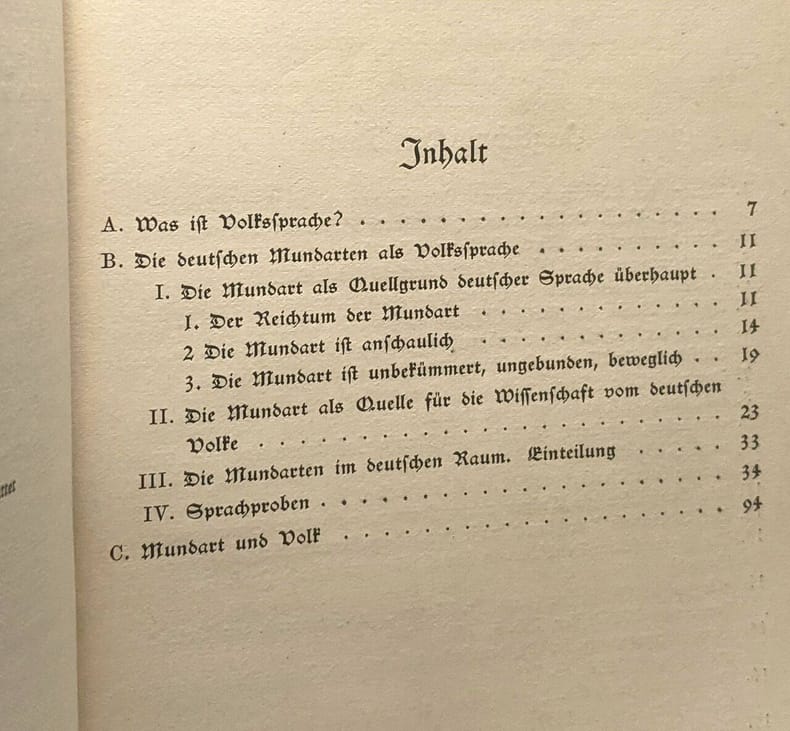 Inhalt
A. Was ist Volkssprache? . . . . . . . . . . . . . . . . . . 7
B. Die deutschen Mundarten als Volkssprache . . . . . . . . . 11
I. Die Mundart als Quellgrund deutscher Sprache überhaupt . 11
1. Der Reichtum der Mundart . . . . . . . . . . . . 11
2 Die Mundart ist anschaulich . . . . . . . . . . . . 14
3. Die Mundart ist unbekümmert, ungebunden, beweglich . . 19
II. Die Mundart als Quelle für die Wissenschaft vom deutschen
Volke . . . . . . . . . . . . . . . . . . . . 23
III. Die Mundarten im deutschen Raum. Einteilung . . . . . 33
IV. Sprachproben . . . . . . . . . . . . . . . . . . 34
C. Mundart und Volk . . . . . . . . . . . . . . . . . . 94